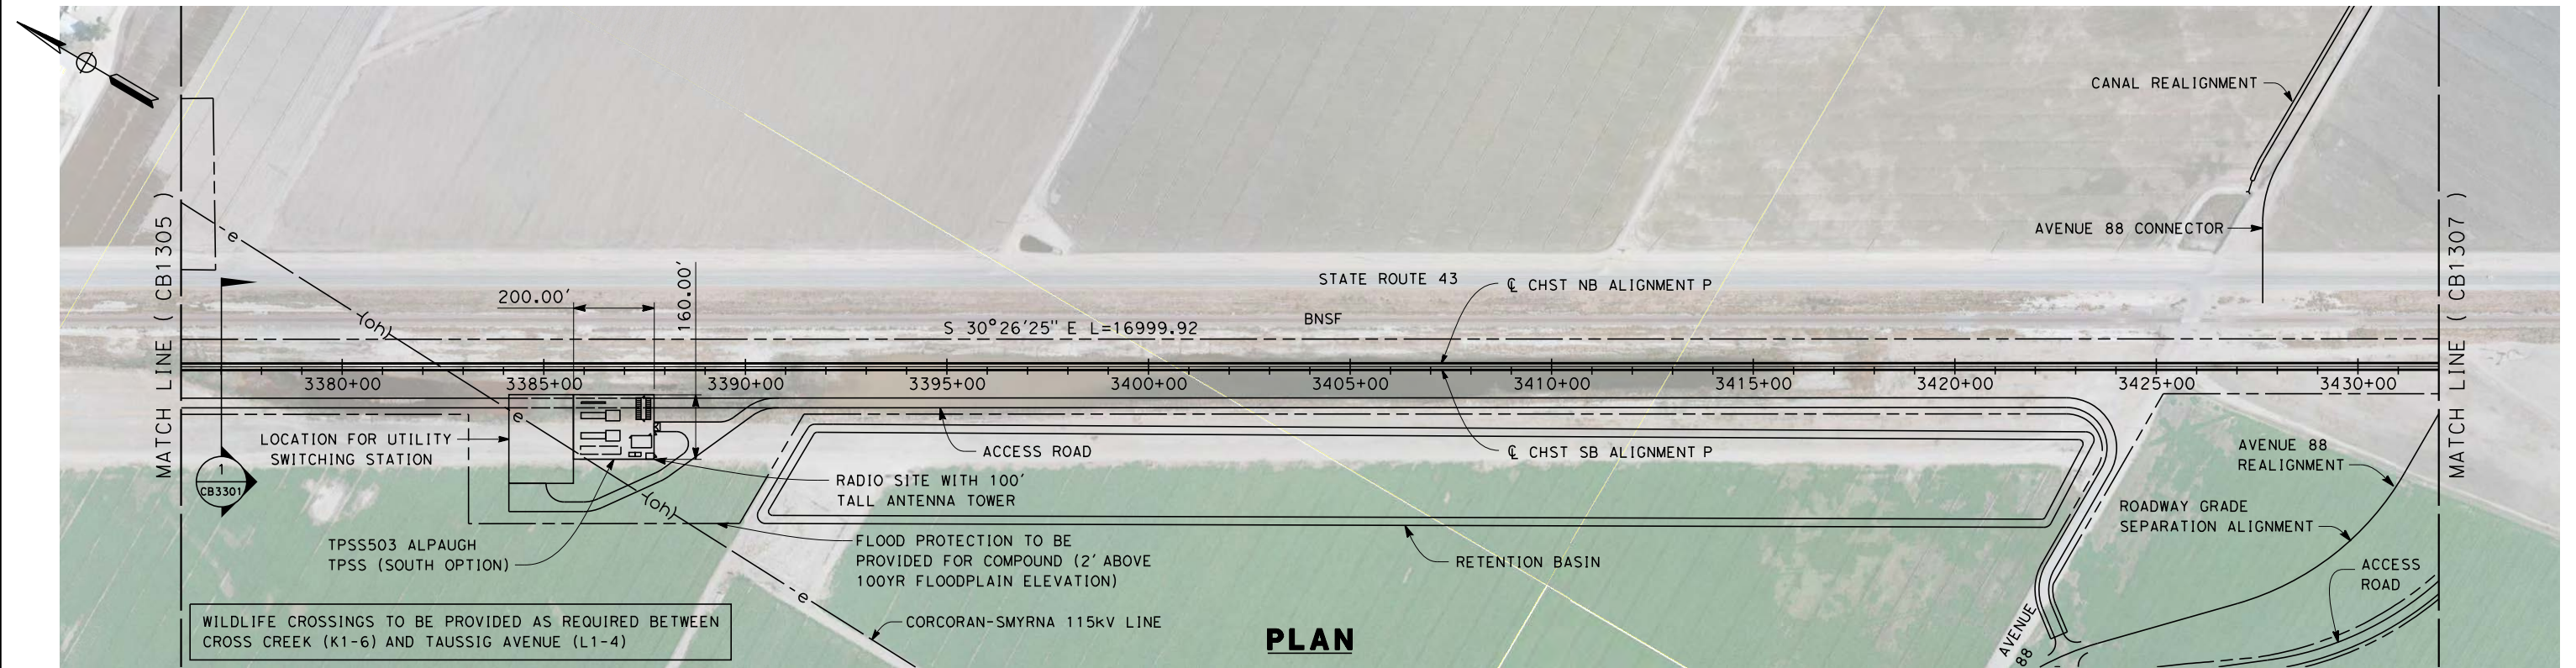 CANAL REALIGNMENT
AVENUE 88 CONNECTOR
MATCH LINE ( CB1305 )
MATCH LINE ( CB1307 )
e
(oh)
200.00'
160.00'
STATE ROUTE 43
℄ CHST NB ALIGNMENT P
S 30°26'25" E L=16999.92
BNSF
3380+00
3385+00
3390+00
3395+00
3400+00
3405+00
3410+00
3415+00
3420+00
3425+00
3430+00
e
LOCATION FOR UTILITY
SWITCHING STATION
1
CB3301
ACCESS ROAD
℄ CHST SB ALIGNMENT P
AVENUE 88
REALIGNMENT
RADIO SITE WITH 100'
TALL ANTENNA TOWER
(oh)
ROADWAY GRADE
SEPARATION ALIGNMENT
TPSS503 ALPAUGH
TPSS (SOUTH OPTION)
FLOOD PROTECTION TO BE
PROVIDED FOR COMPOUND (2' ABOVE
100YR FLOODPLAIN ELEVATION)
RETENTION BASIN
ACCESS
ROAD
e
WILDLIFE CROSSINGS TO BE PROVIDED AS REQUIRED BETWEEN
CROSS CREEK (K1-6) AND TAUSSIG AVENUE (L1-4)
CORCORAN-SMYRNA 115kV LINE
AVENUE
88
PLAN